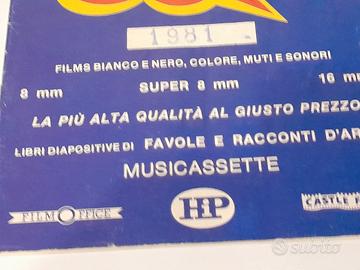 1981
FILMS BIANCO E NERO, COLORE, MUTI E SONORI
8 mm SUPER 8 mm 16 m
LA PIÙ ALTA QUALITÀ AL GIUSTO PREZZO
LIBRI DIAPOSITIVE DI FAVOLE E RACCONTI D'AR
MUSICASSETTE
FILM OFFICE
HiP
CASTLE F
subito